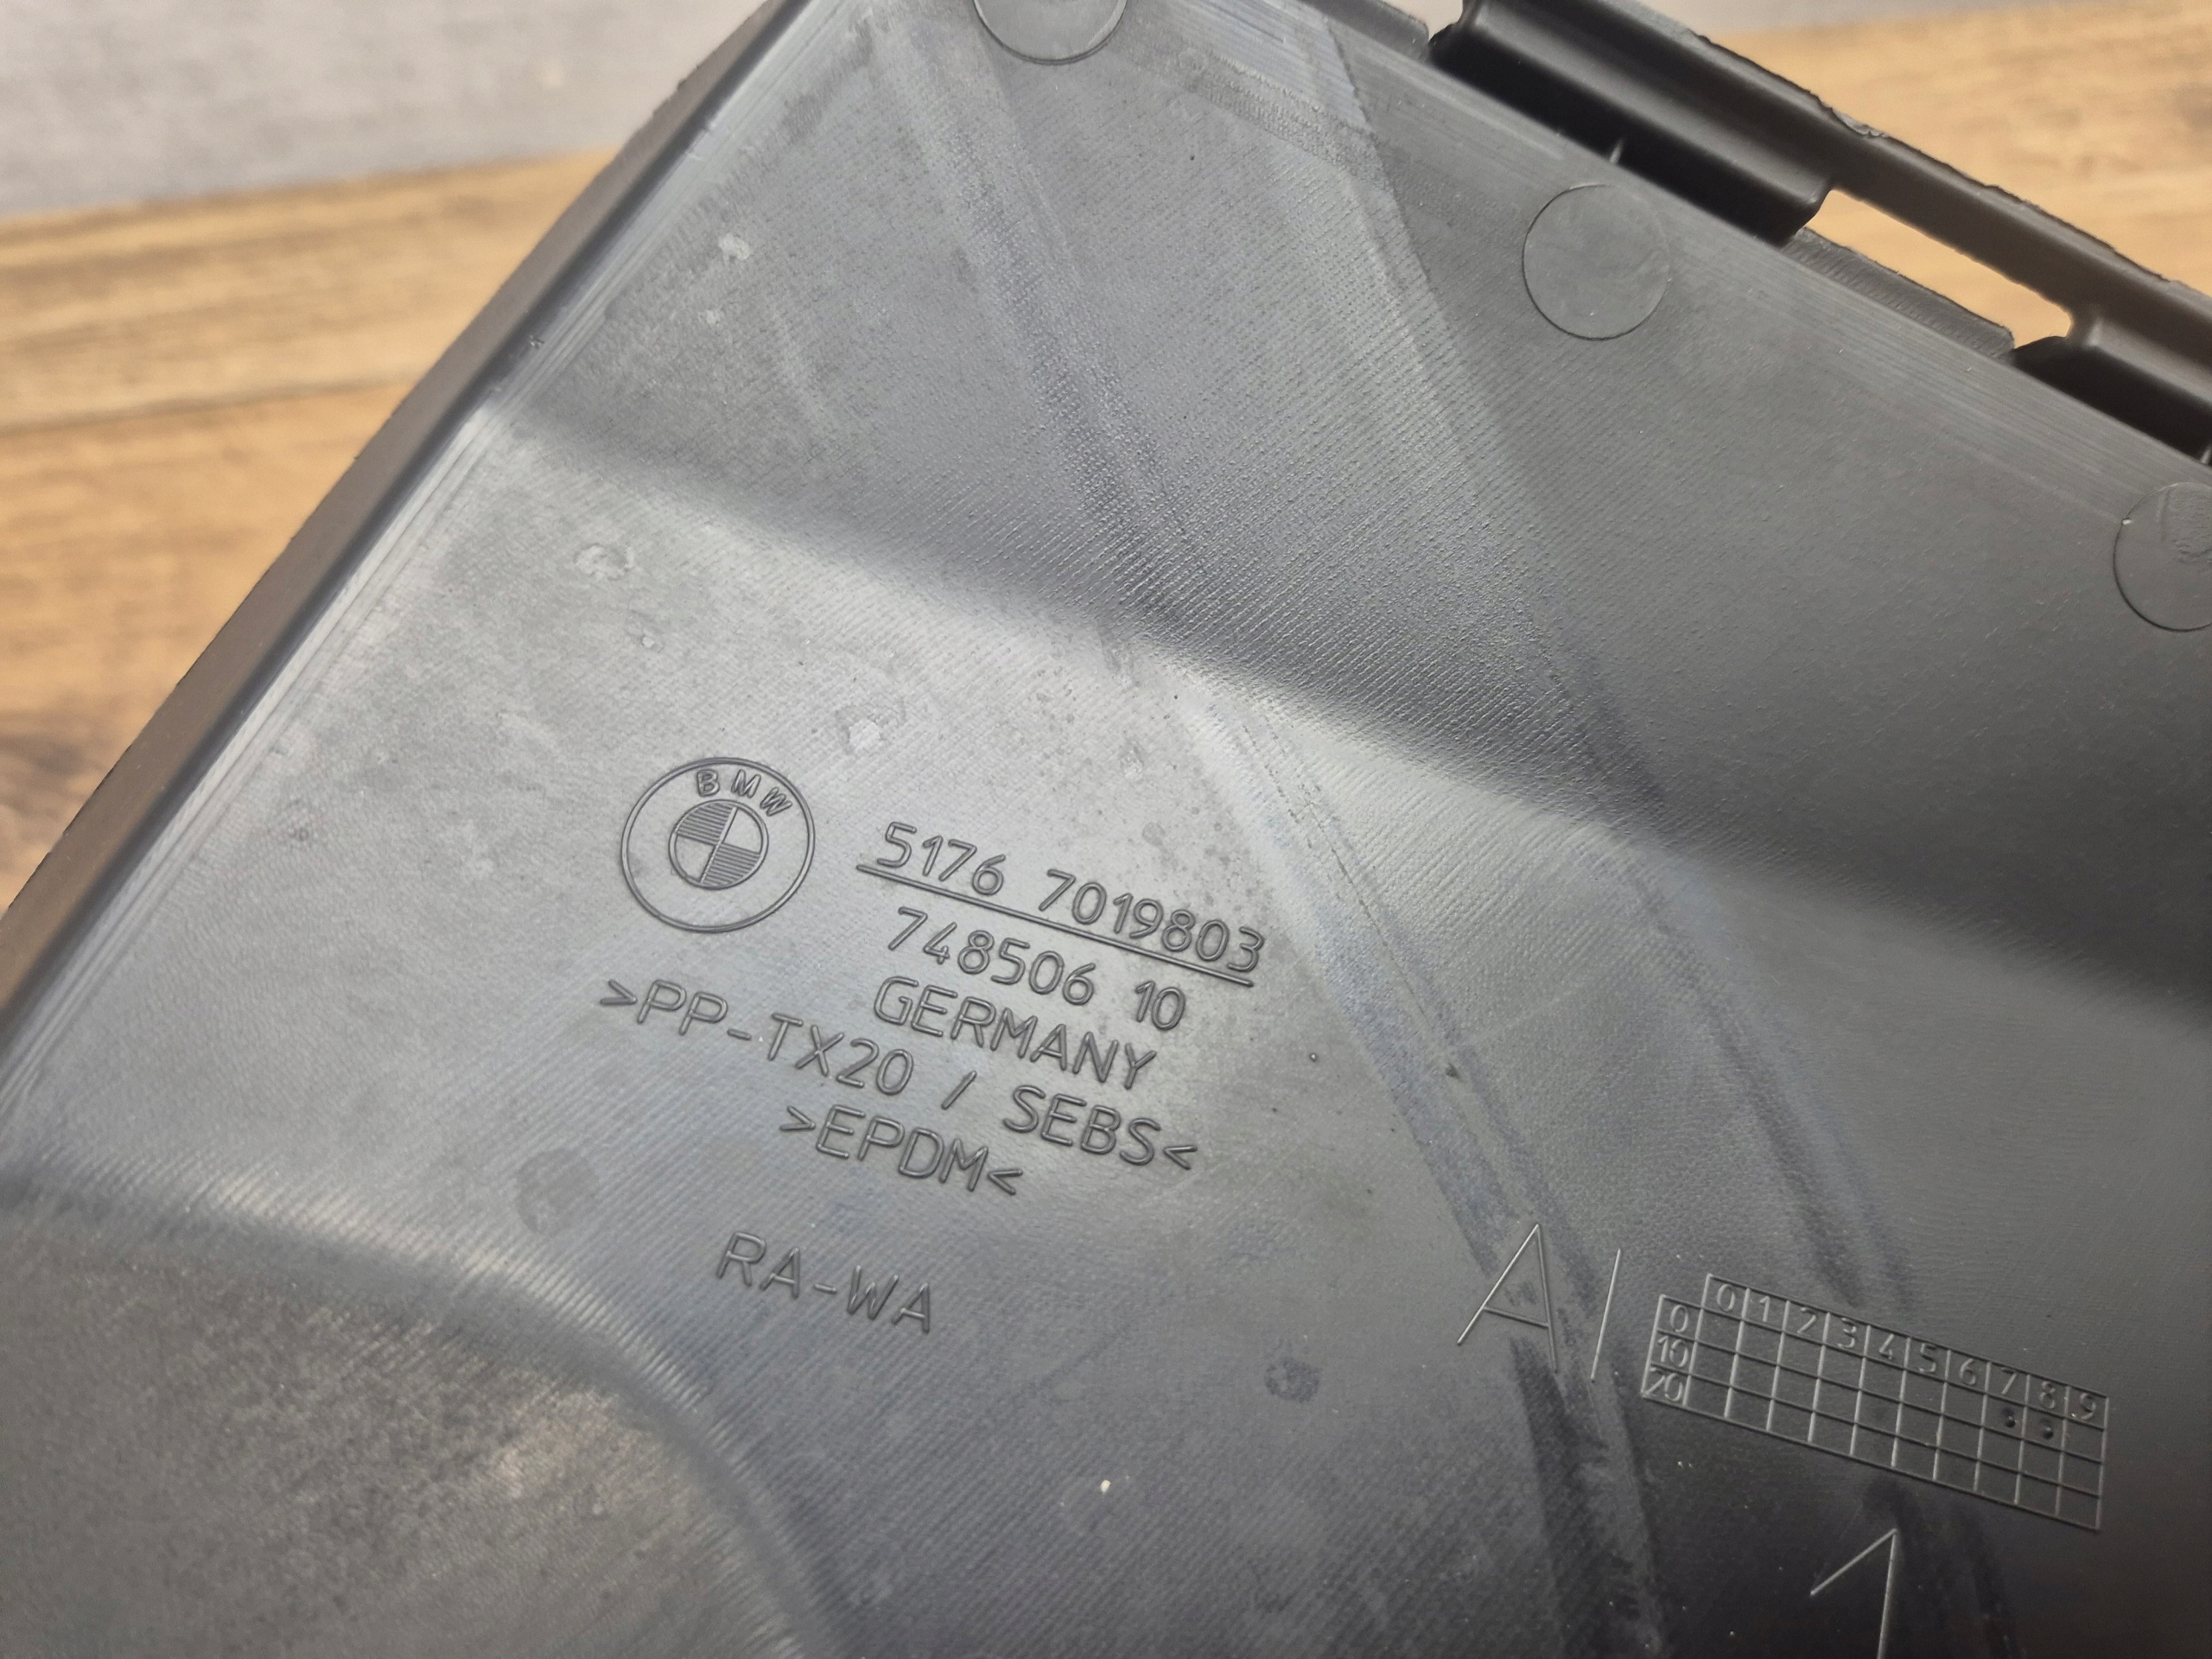 BMW
5176 7019803
748506 10
GERMANY
>PP-TX20 / SEBS<
>EPDM<
RA-WA
A
0 1 2 3 4 5 6 7 8 9
0
10
20
1